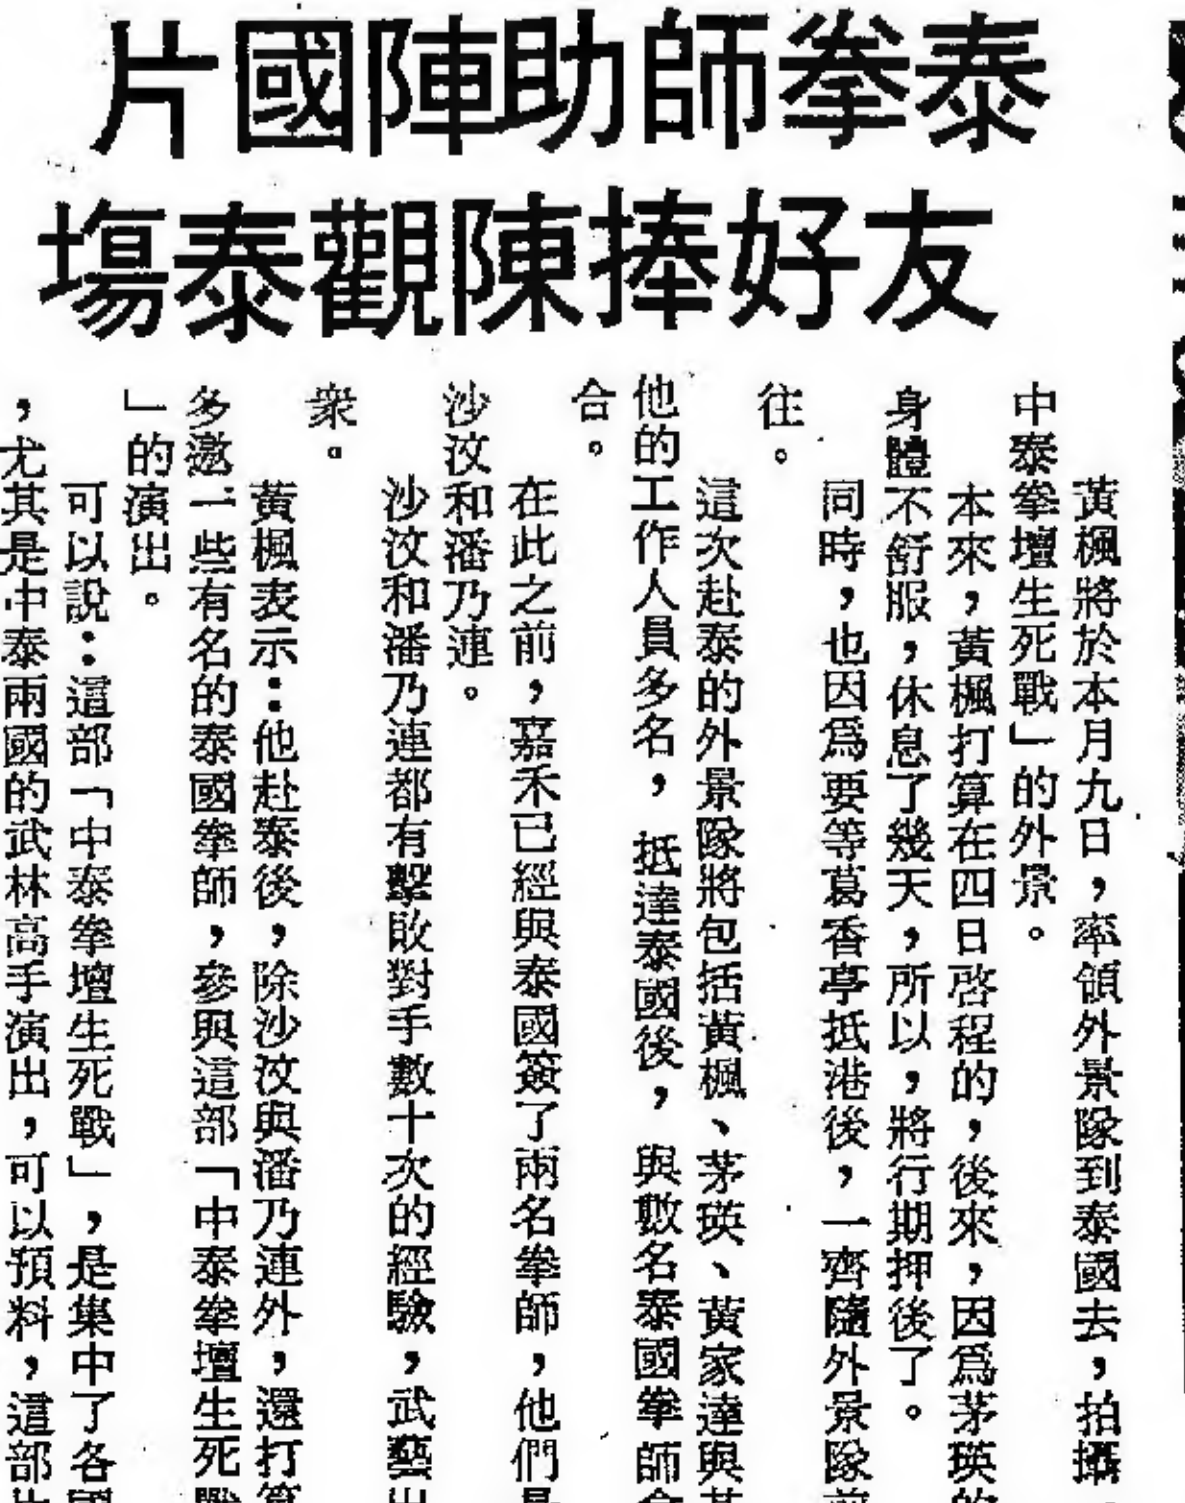 泰拳師助陣國片
友好捧陳觀泰塲
黃楓將於本月九日，率領外景隊到泰國去，拍攝
中泰拳壇生死戰」的外景。
本來，黃楓打算在四日啓程的，後來，因爲茅瑛的
身體不舒服，休息了幾天，所以，將行期押後了。
同時，也因爲要等葛香亭抵港後，一齊隨外景隊前
往。
這次赴泰的外景隊將包括黃楓、茅瑛、黃家達與其
他的工作人員多名，抵達泰國後，與數名泰國拳師會
合。
在此之前，嘉禾已經與泰國簽了兩名拳師，他們是
沙汶和潘乃連。
沙汶和潘乃連都有擊敗對手數十次的經驗，武藝出
衆。
黃楓表示：他赴泰後，除沙汶與潘乃連外，還打算
多邀一些有名的泰國拳師，參與這部「中泰拳壇生死戰
」的演出。
可以說：這部「中泰拳壇生死戰」，是集中了各國
，尤其是中泰兩國的武林高手演出，可以預料，這部片